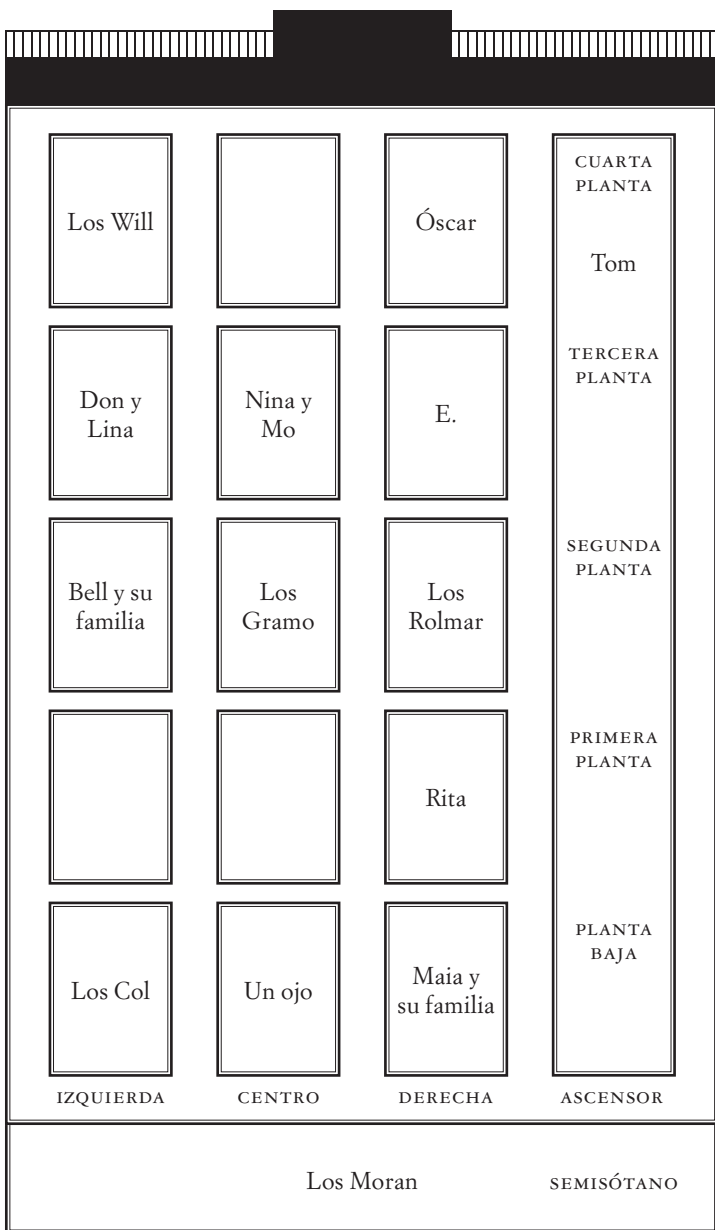 CUARTA
PLANTA
Los Will
Óscar
Tom
TERCERA
PLANTA
Don y
Lina
Nina y
Mo
E.
SEGUNDA
PLANTA
Bell y su
familia
Los
Gramo
Los
Rolmar
PRIMERA
PLANTA
Rita
PLANTA
BAJA
Los Col
Un ojo
Maia y
su familia
IZQUIERDA
CENTRO
DERECHA
ASCENSOR
Los Moran
SEMISÓTANO